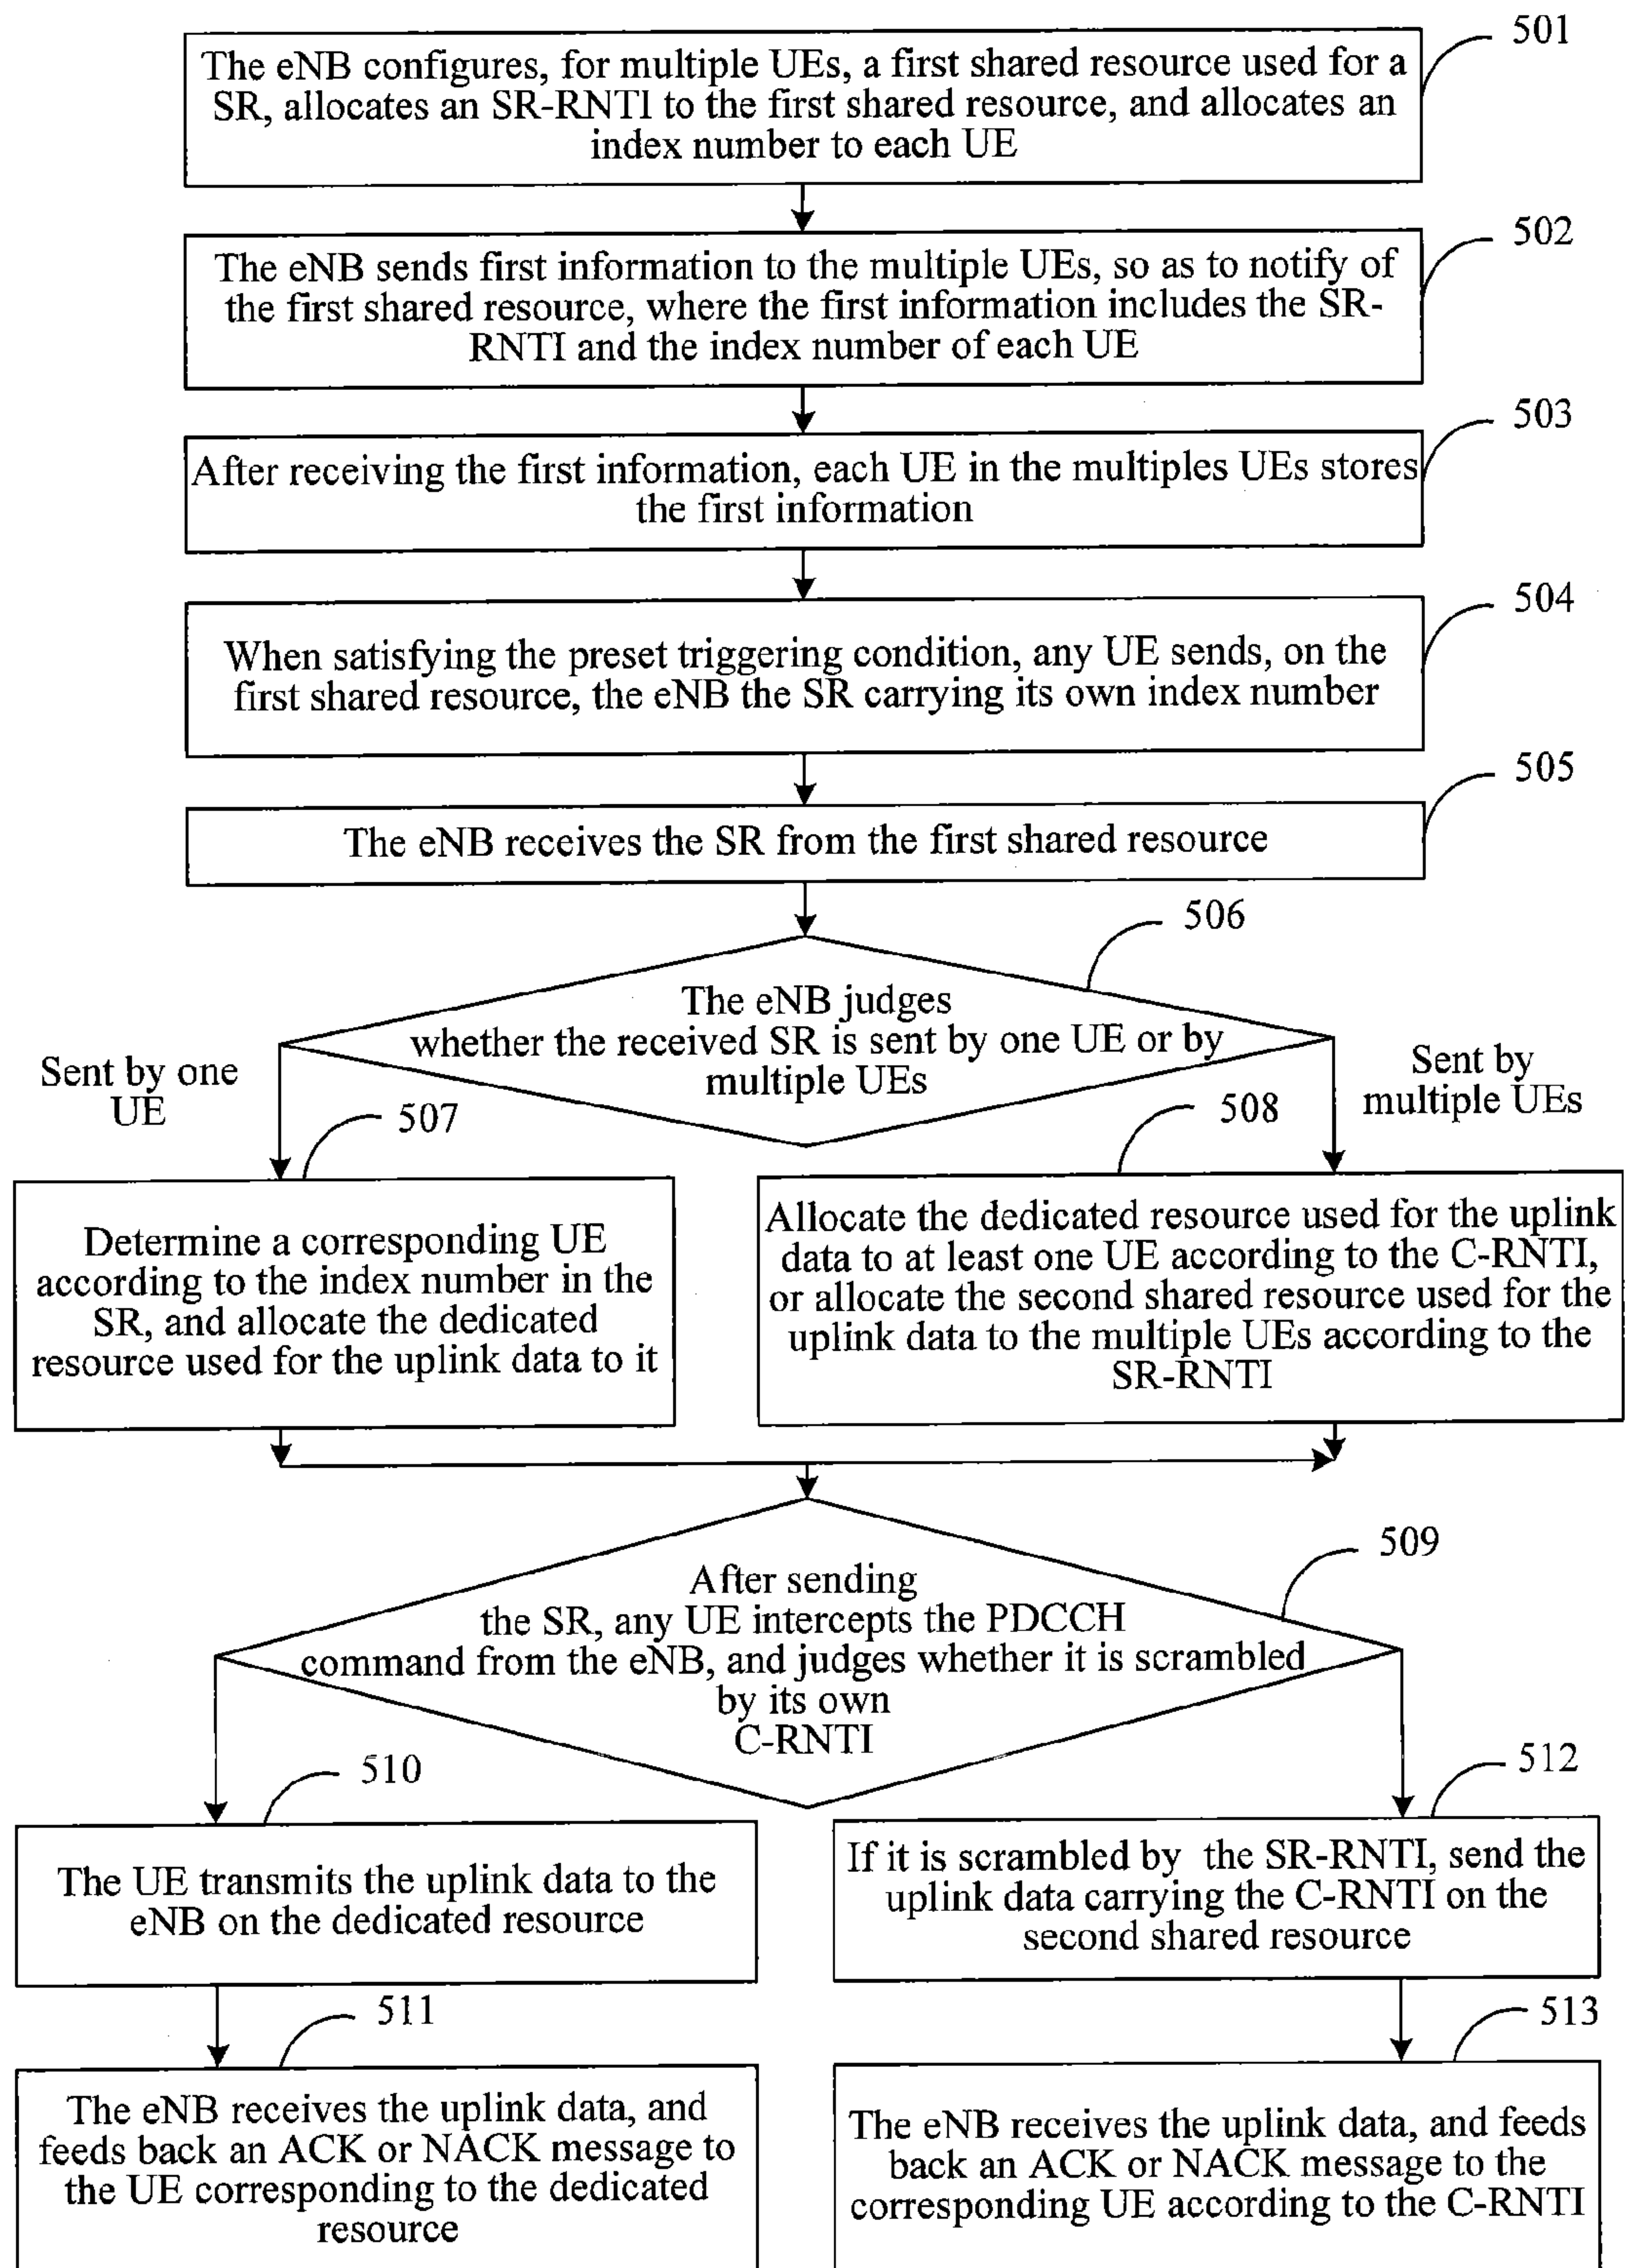 501
The eNB configures, for multiple UEs, a first shared resource used for a
SR, allocates an SR-RNTI to the first shared resource, and allocates an
index number to each UE
502
The eNB sends first information to the multiple UEs, so as to notify of
the first shared resource, where the first information includes the SR-
RNTI and the index number of each UE
503
After receiving the first information, each UE in the multiples UEs stores
the first information
504
When satisfying the preset triggering condition, any UE sends, on the
first shared resource, the eNB the SR carrying its own index number
505
The eNB receives the SR from the first shared resource
506
The eNB judges
whether the received SR is sent by one UE or by
multiple UEs
Sent by one
UE
Sent by
multiple UEs
507
Determine a corresponding UE
according to the index number in the
SR, and allocate the dedicated
resource used for the uplink data to it
508
Allocate the dedicated resource used for the uplink
data to at least one UE according to the C-RNTI,
or allocate the second shared resource used for the
uplink data to the multiple UEs according to the
SR-RNTI
509
After sending
the SR, any UE intercepts the PDCCH
command from the eNB, and judges whether it is scrambled
by its own
C-RNTI
510
The UE transmits the uplink data to the
eNB on the dedicated resource
512
If it is scrambled by the SR-RNTI, send the
uplink data carrying the C-RNTI on the
second shared resource
511
The eNB receives the uplink data, and
feeds back an ACK or NACK message to
the UE corresponding to the dedicated
resource
513
The eNB receives the uplink data, and feeds
back an ACK or NACK message to the
corresponding UE according to the C-RNTI